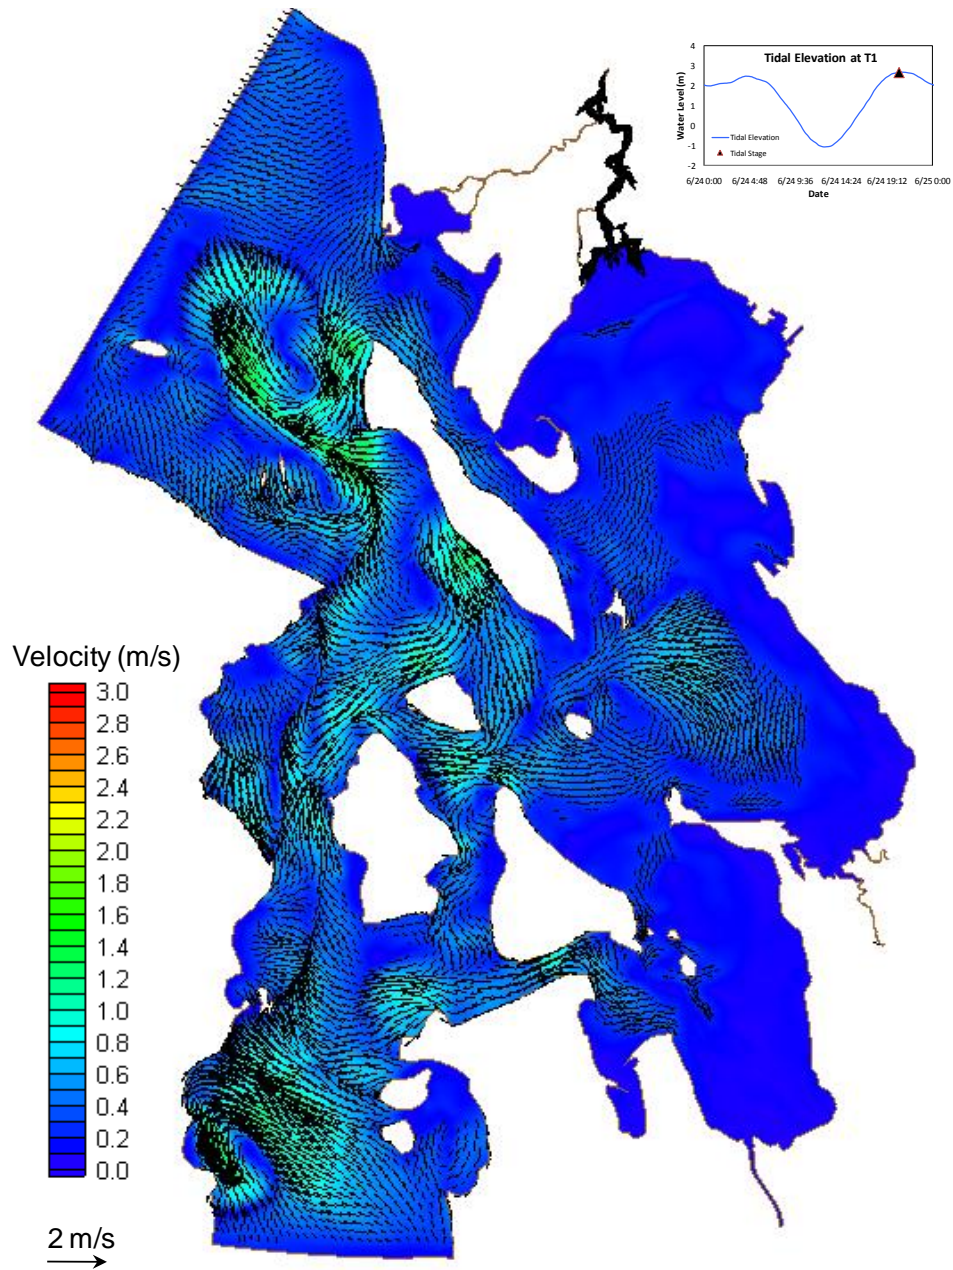 Tidal Elevation at T1
4
3
2
1
0
-1
-2
Water Level (m)
Tidal Elevation
Tidal Stage
6/24 0:00 6/24 4:48 6/24 9:36 6/24 14:24 6/24 19:12 6/25 0:00
Date
Velocity (m/s)
3.0
2.8
2.6
2.4
2.2
2.0
1.8
1.6
1.4
1.2
1.0
0.8
0.6
0.4
0.2
0.0
2 m/s